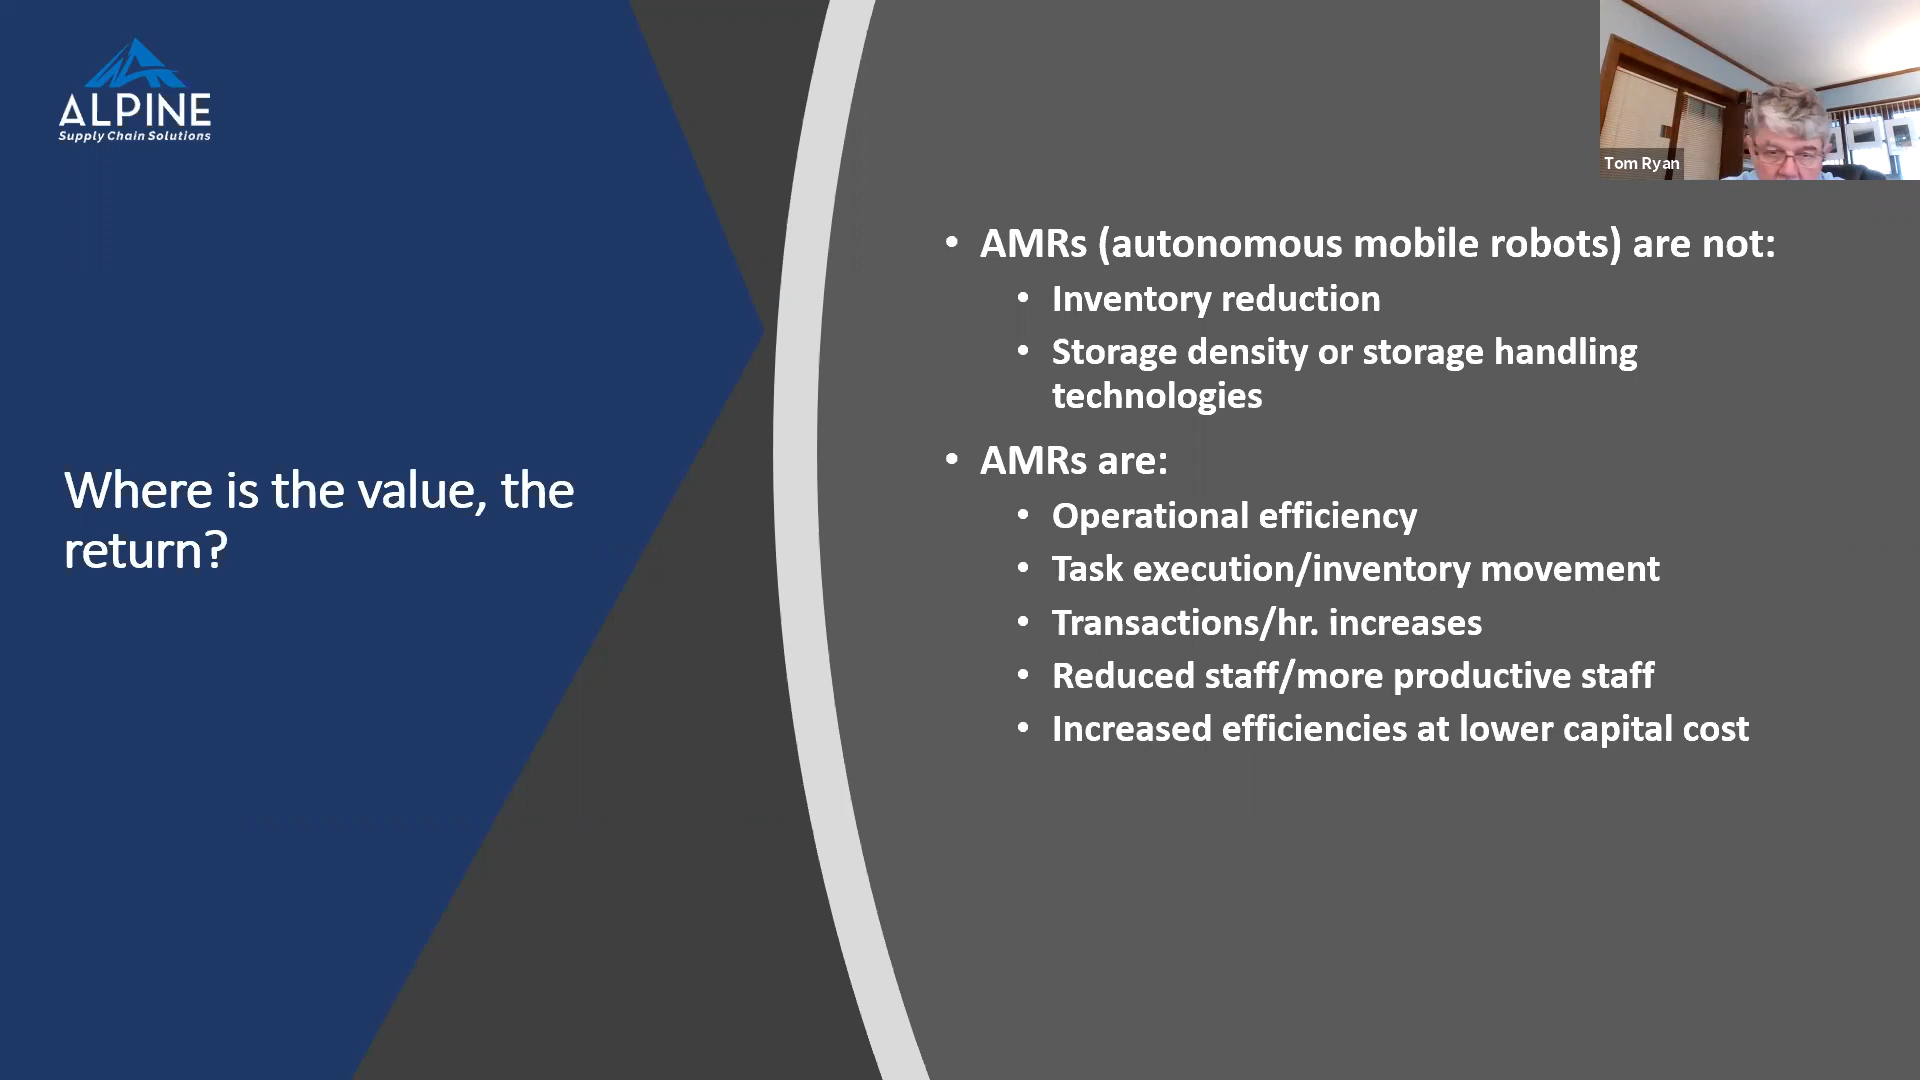 ALPINE
Supply Chain Solutions
Tom Ryan
Where is the value, the
return?
• AMRs (autonomous mobile robots) are not:
• Inventory reduction
• Storage density or storage handling
technologies
• AMRs are:
• Operational efficiency
• Task execution/inventory movement
• Transactions/hr. increases
• Reduced staff/more productive staff
• Increased efficiencies at lower capital cost